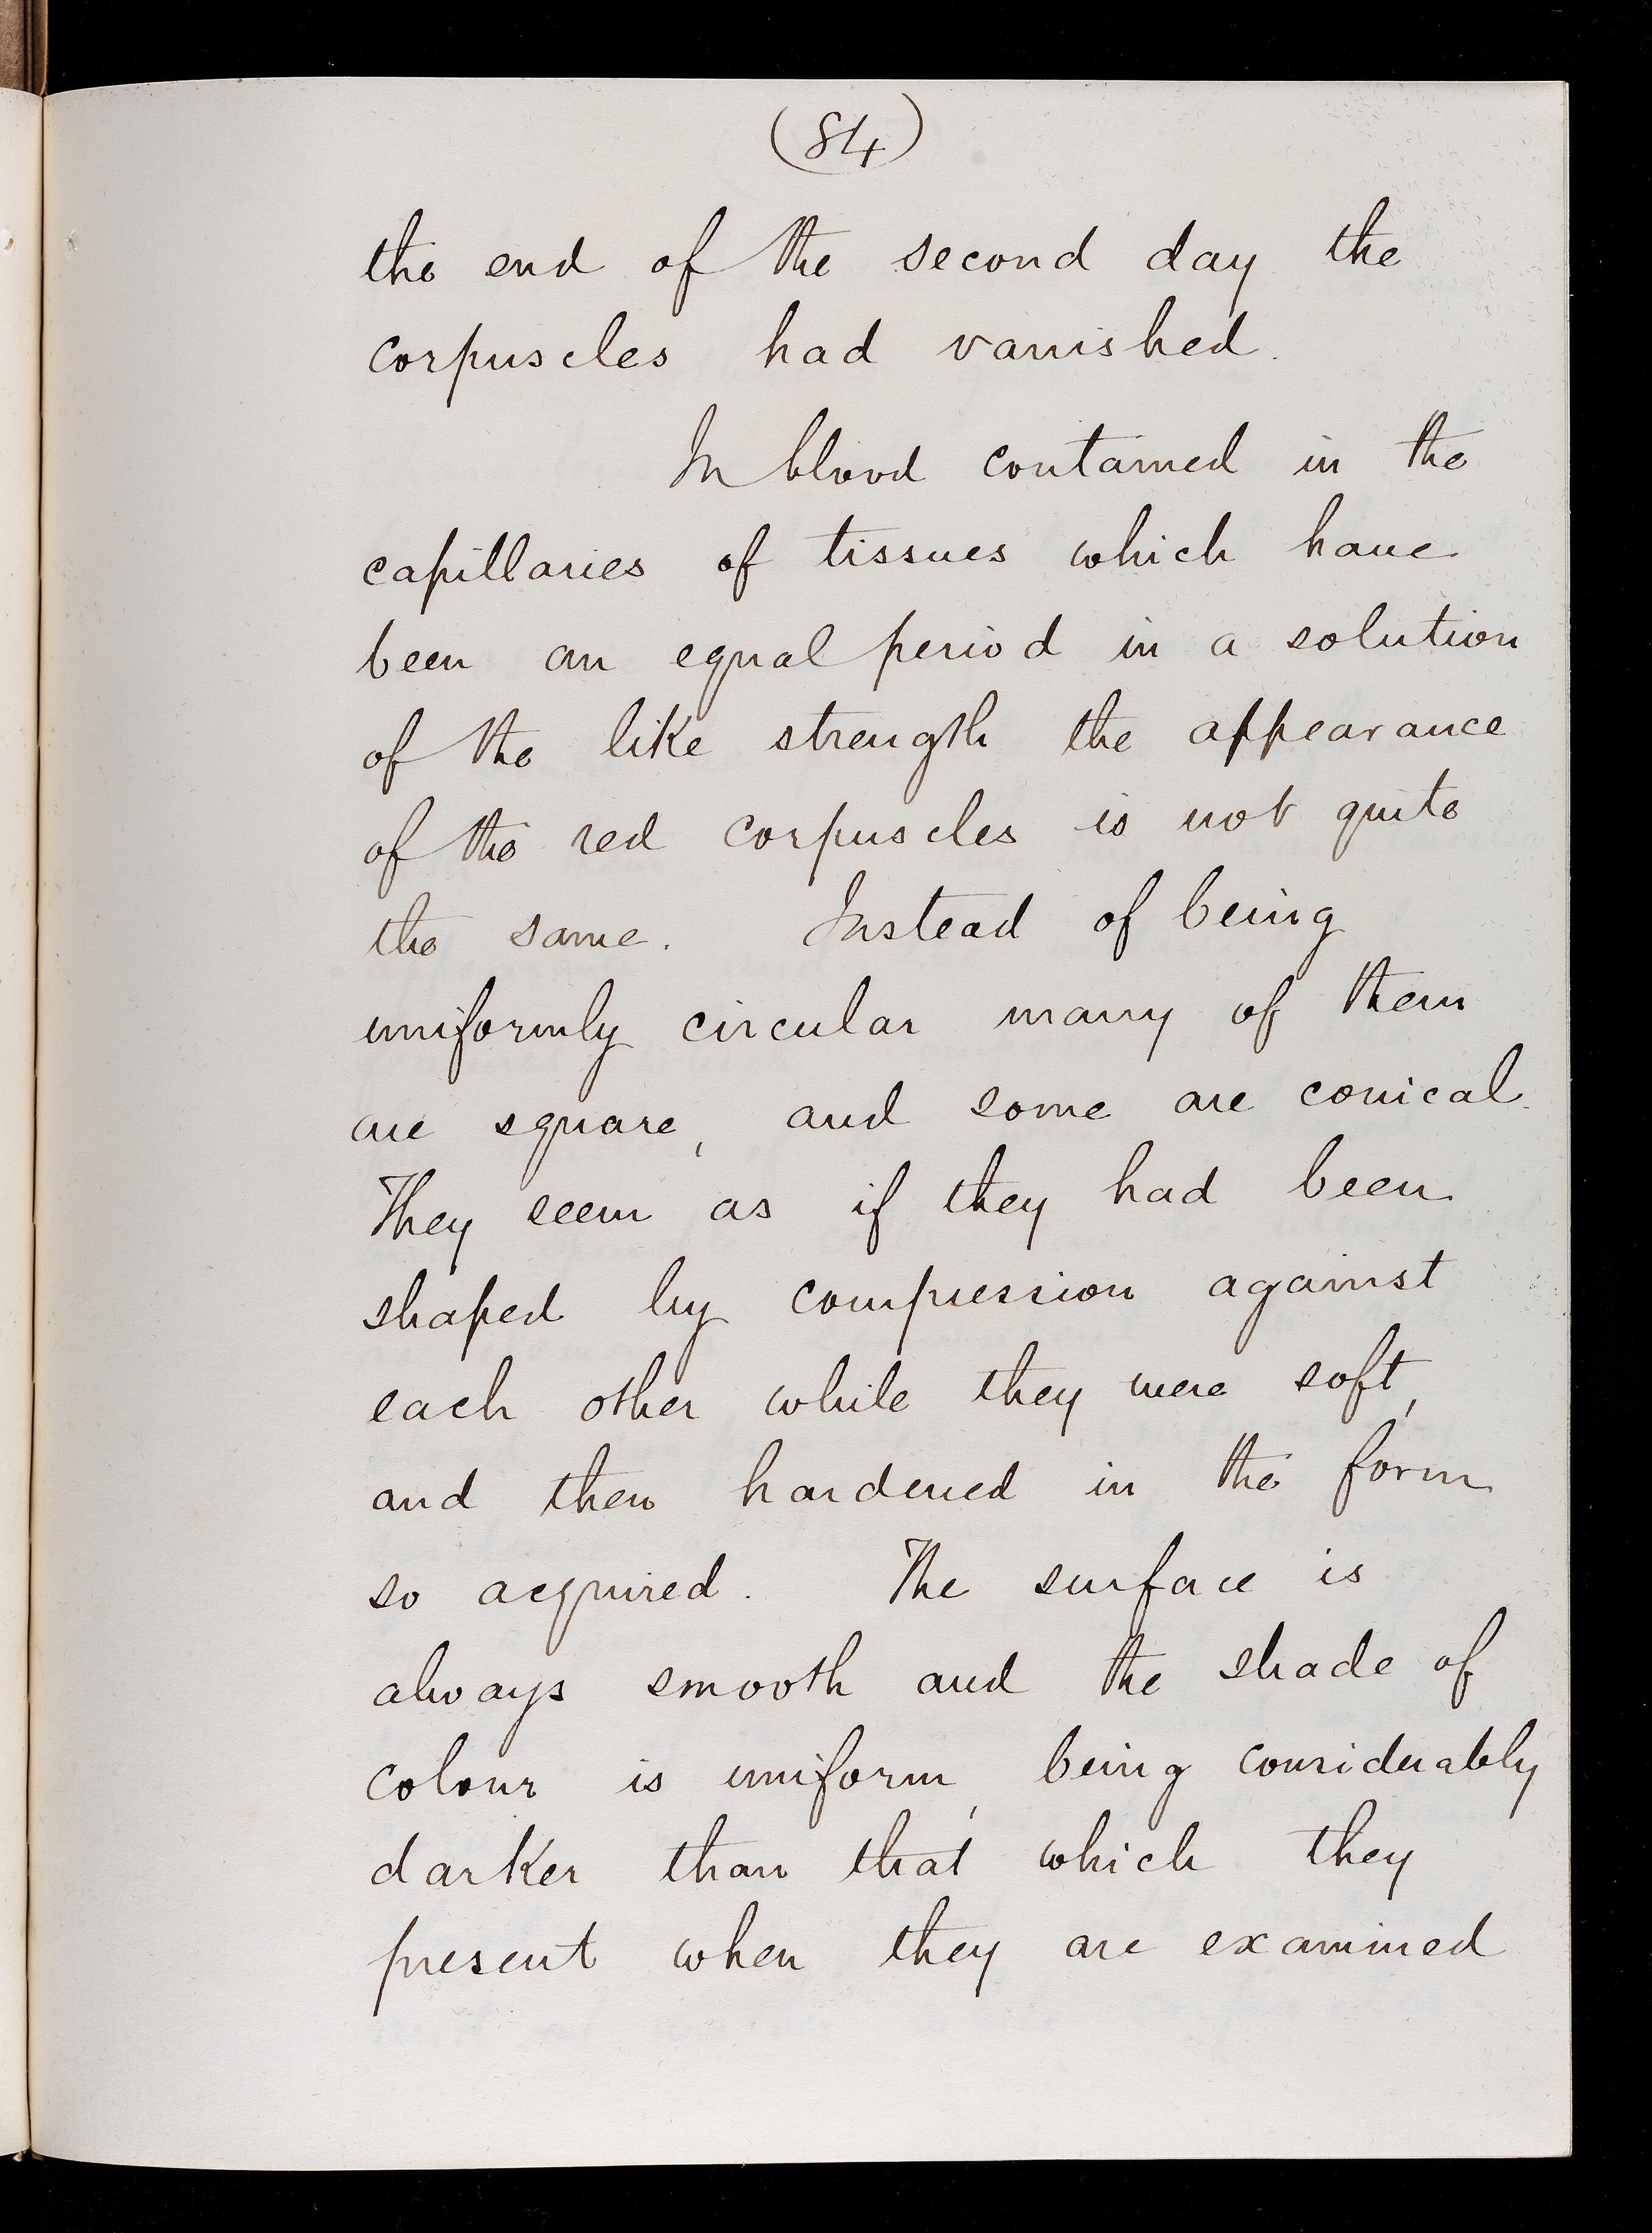 (84)
the end of the second day the
corpuscles had vanished.
In blood contained in the
capillaries of tissues which have
been an equal period in a solution
of the like strength the appearance
of the red corpuscles is not quite
the same. Instead of being
uniformly circular many of them
are square, and some are conical.
They seem as if they had been
shaped by compression against
each other while they were soft,
and then hardened in the form
so acquired. The surface is
always smooth and the shade of
colour is uniform, being considerably
darker than that which they
present when they are examined